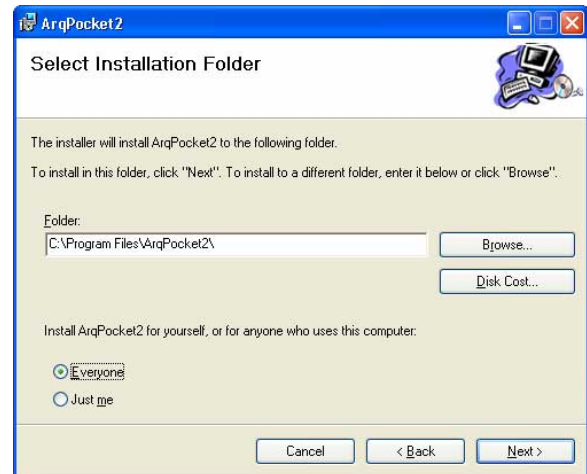 ArqPocket2
Select Installation Folder
The installer will install ArqPocket2 to the following folder.
To install in this folder, click "Next". To install to a different folder, enter it below or click "Browse".
Folder:
C:\Program Files\ArqPocket2\
Browse...
Disk Cost...
Install ArqPocket2 for yourself, or for anyone who uses this computer:
Everyone
Just me
Cancel
< Back
Next >